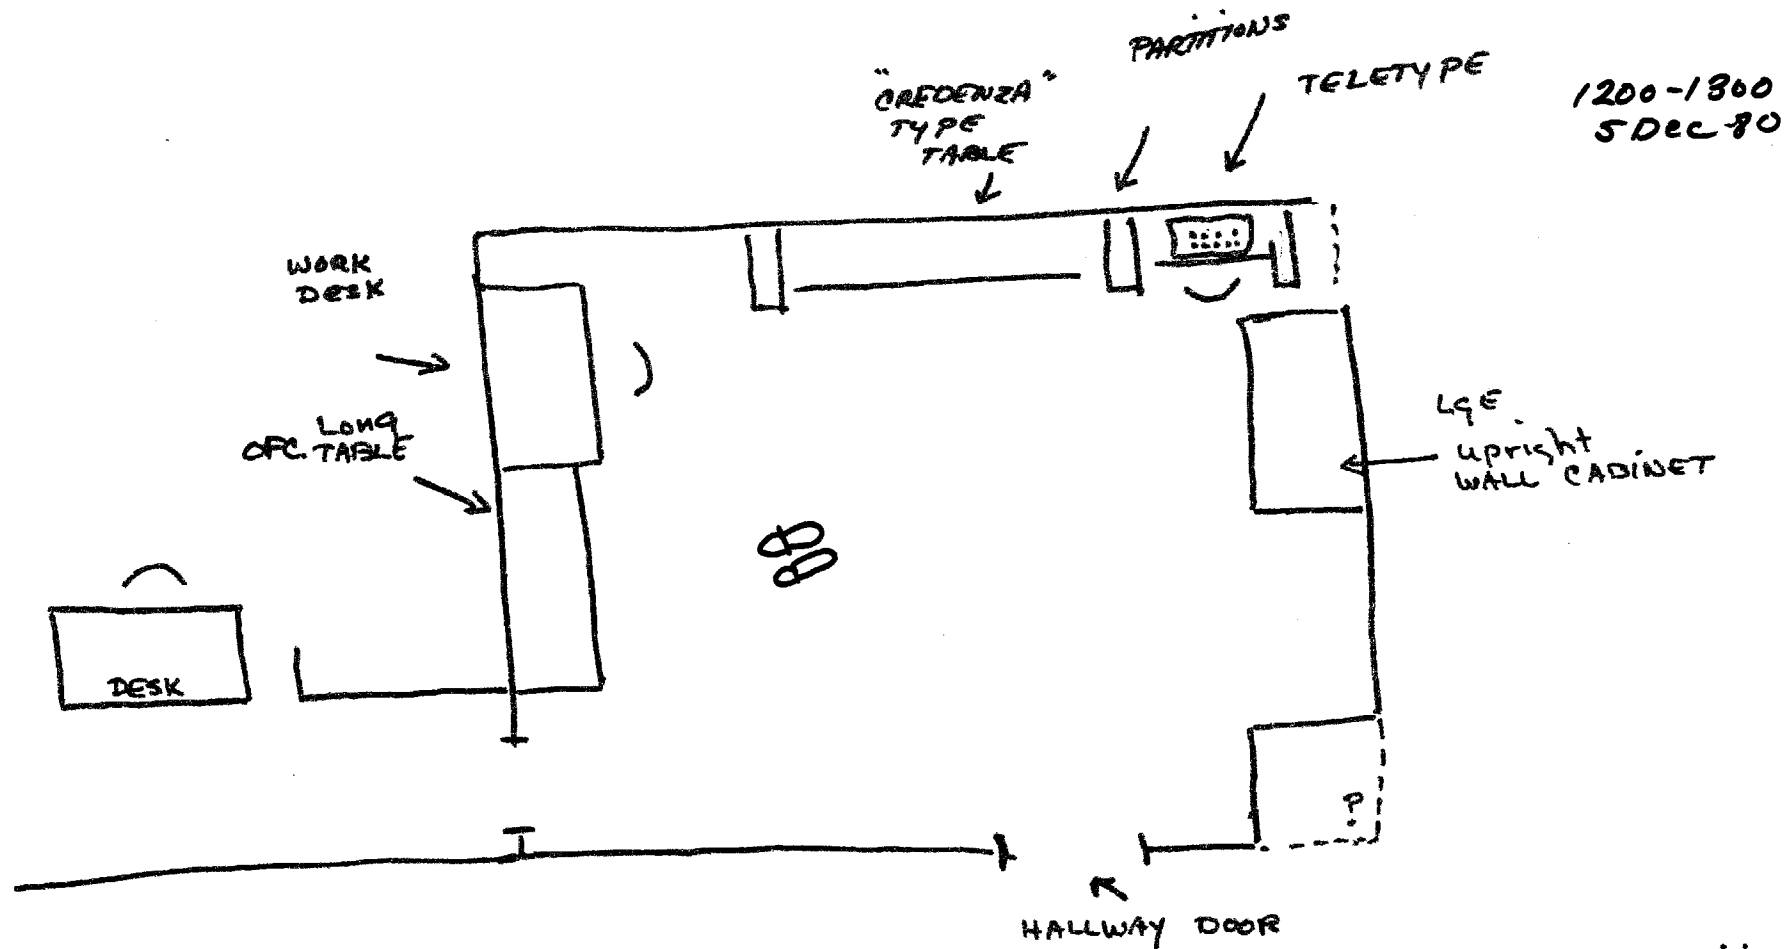 PARTITIONS
"CREDENZA"
TYPE
TABLE
TELETYPE
1200-1300
5 Dec 80
WORK
DESK
LONG
OFC. TABLE
LGE.
upright
WALL CABINET
DESK
?
HALLWAY DOOR